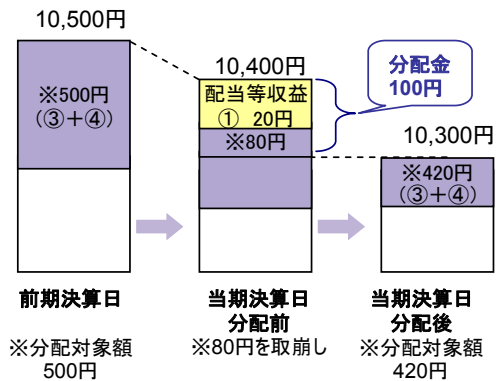 10,500円
※500円
(③+④)
10,400円
配当等収益
① 20円
※80円
分配金
100円
10,300円
※420円
(③+④)
前期決算日
※分配対象額
500円
当期決算日
分配前
※80円を取崩し
当期決算日
分配後
※分配対象額
420円